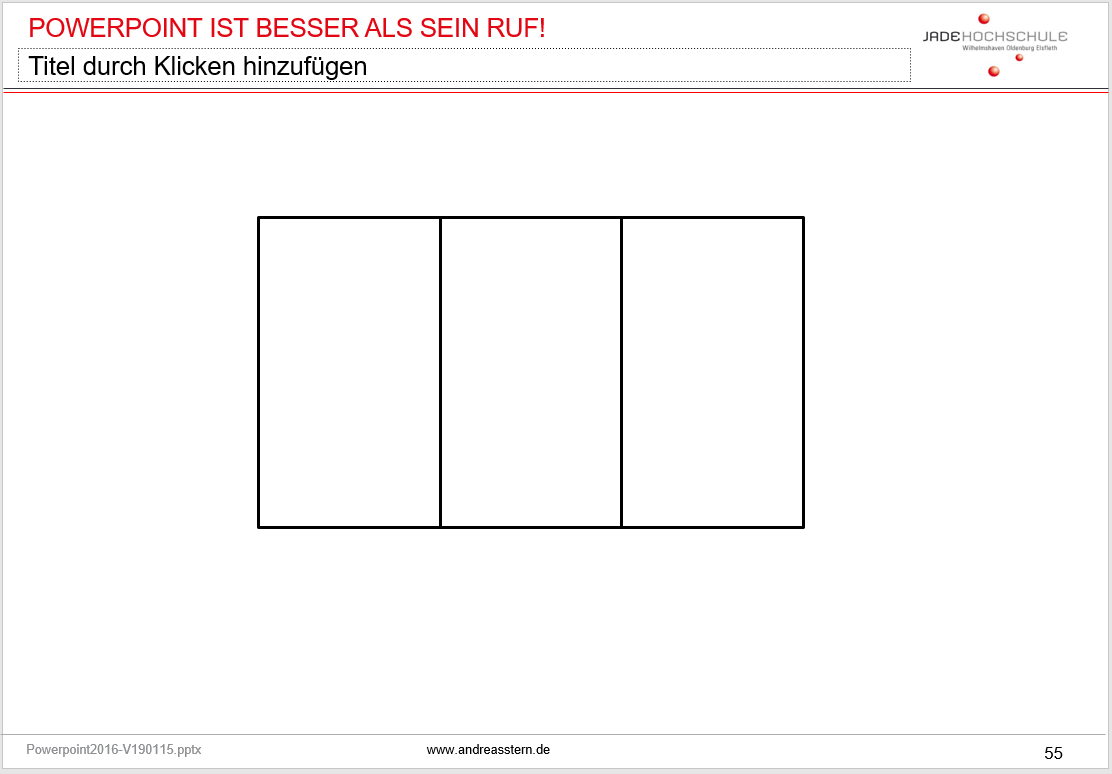 POWERPOINT IST BESSER ALS SEIN RUF!
Titel durch Klicken hinzufügen
JADEHOCHSCHULE
Wilhelmshaven Oldenburg Elsfleth
Powerpoint2016-V190115.pptx
www.andreasstern.de
55